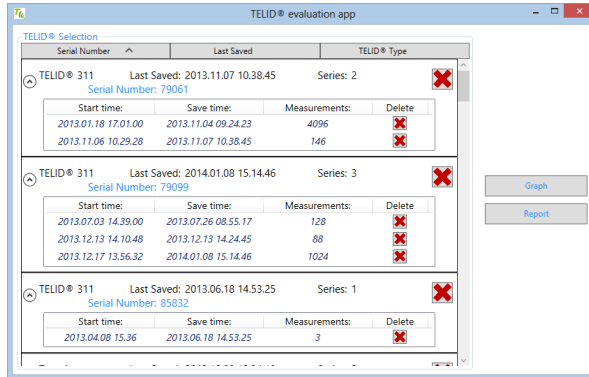 TELID® evaluation app
TELID® Selection
Serial Number Last Saved TELID® Type
TELID® 311 Last Saved: 2013.11.07 10.38.45 Series: 2
Serial Number: 79061
Start time: Save time: Measurements: Delete
2013.01.18 17.01.00 2013.11.04 09.24.23 4096
2013.11.06 10.29.28 2013.11.07 10.38.45 146
TELID® 311 Last Saved: 2014.01.08 15.14.46 Series: 3
Serial Number: 79099
Start time: Save time: Measurements: Delete
2013.07.03 14.39.00 2013.07.26 08.55.17 128
2013.12.13 14.10.48 2013.12.13 14.24.45 88
2013.12.17 13.56.32 2014.01.08 15.14.46 1024
TELID® 311 Last Saved: 2013.06.18 14.53.25 Series: 1
Serial Number: 85832
Start time: Save time: Measurements: Delete
2013.04.08 15.36 2013.06.18 14.53.25 3
Graph
Report